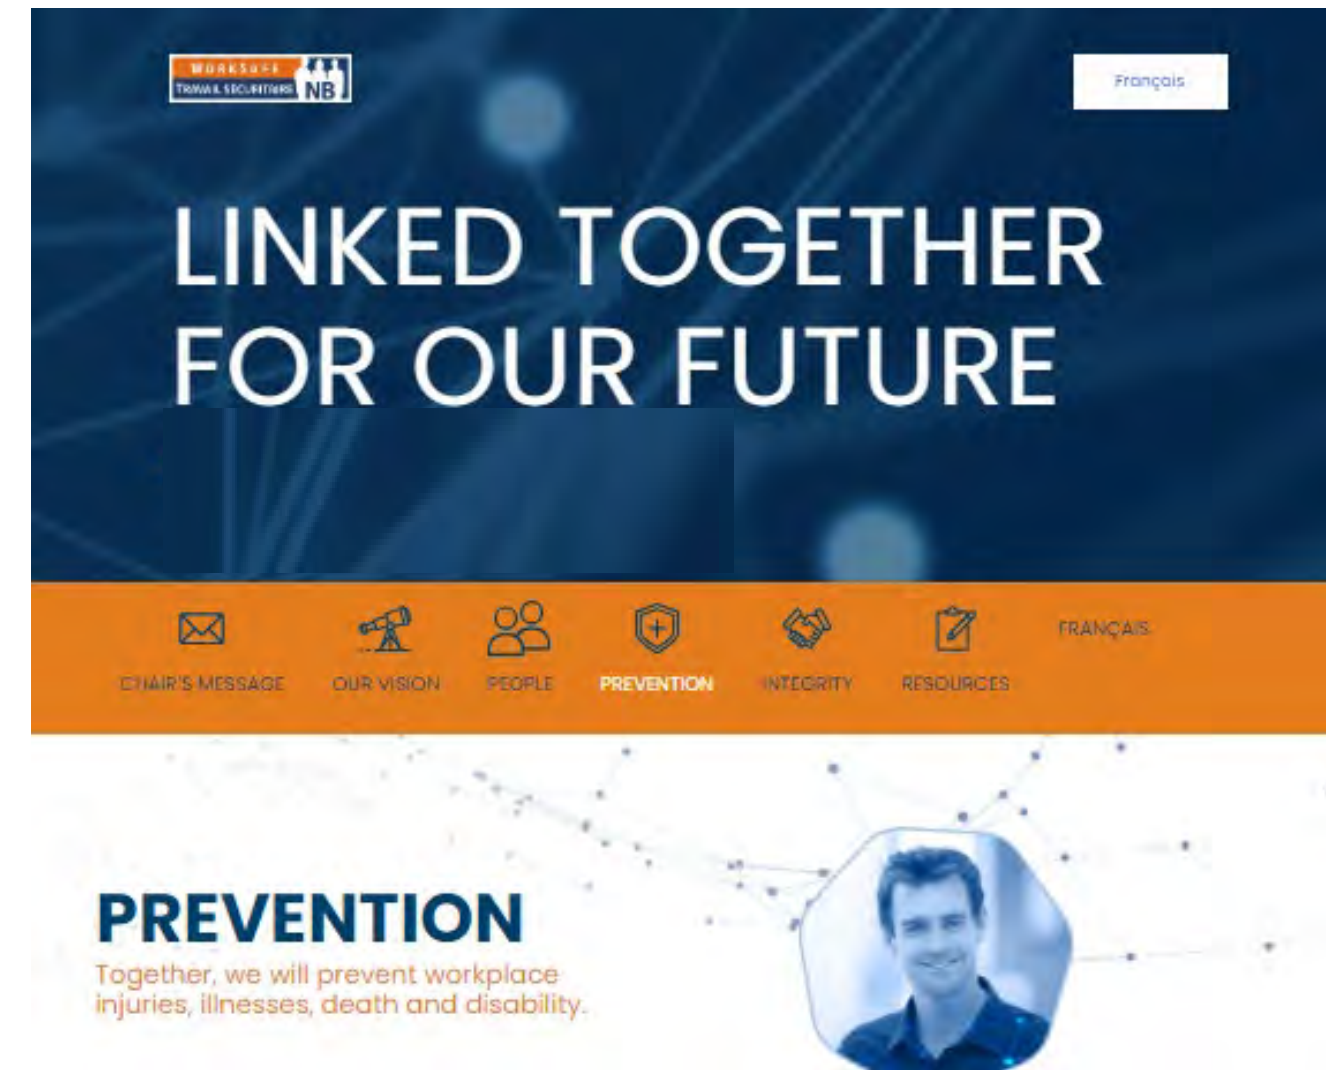 WORKSAFE
TRAVAIL SÉCURITAIRE NB
Français
LINKED TOGETHER
FOR OUR FUTURE
CHAIR'S MESSAGE
OUR VISION
PEOPLE
PREVENTION
INTEGRITY
RESOURCES
FRANÇAIS
PREVENTION
Together, we will prevent workplace
injuries, illnesses, death and disability.